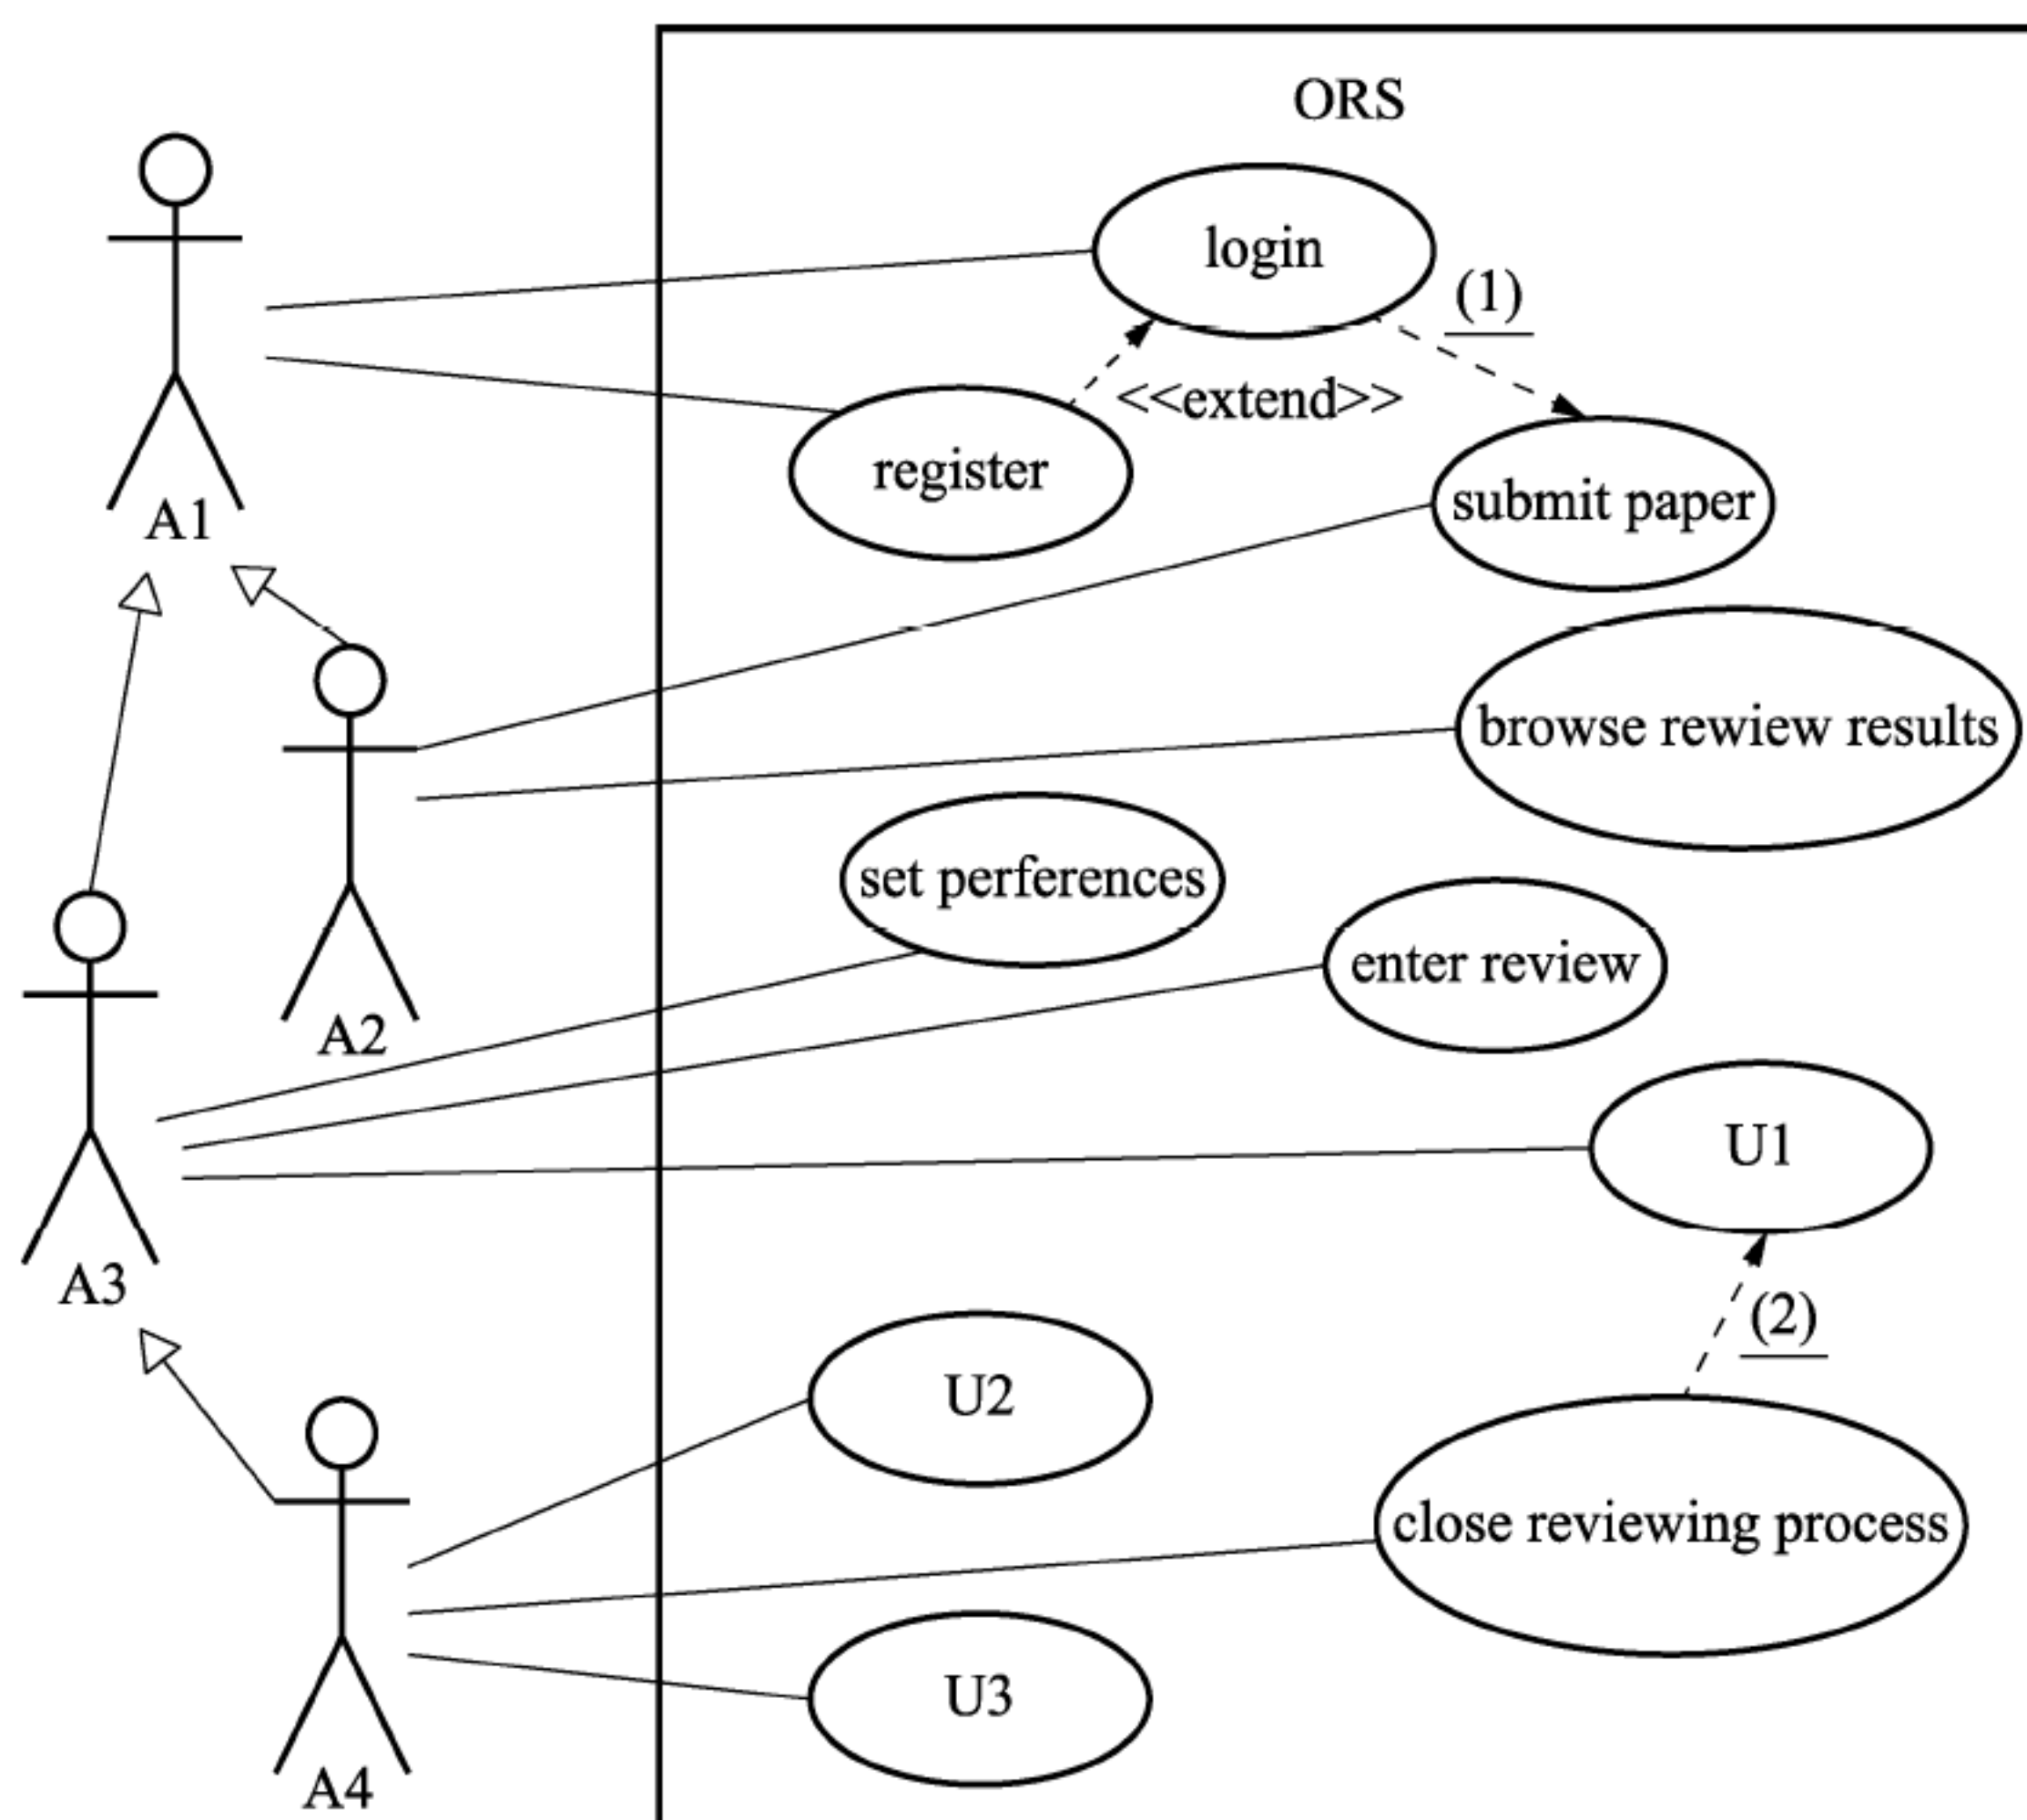 ORS
login
(1)
<<extend>>
register
submit paper
A1
browse rewiew results
set perferences
enter review
A2
U1
A3
(2)
U2
close reviewing process
U3
A4